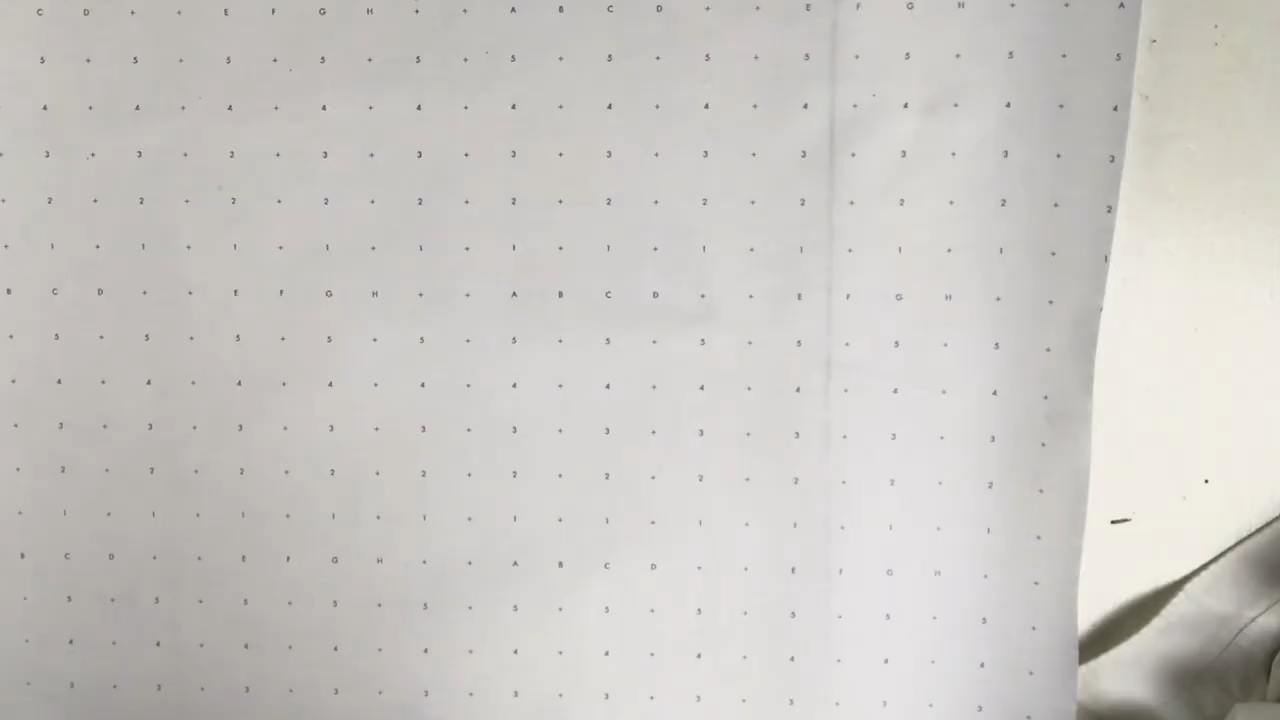 C D + + E F G H + + A B C D + + E F G H + + A
5 + 5 + 5 + 5 + 5 + 5 + 5 + 5 + 5 + 5 + 5 + 5
+ 4 + 4 + 4 + 4 + 4 + 4 + 4 + 4 + 4 + 4 + 4 + 4
+ 3 + 3 + 3 + 3 + 3 + 3 + 3 + 3 + 3 + 3 + 3 + 3
+ 2 + 2 + 2 + 2 + 2 + 2 + 2 + 2 + 2 + 2 + 2 + 2
+ 1 + 1 + 1 + 1 + 1 + 1 + 1 + 1 + 1 + 1 + 1 + 1
B C D + + E F G H + + A B C D + + E F G H + +
+ 5 + 5 + 5 + 5 + 5 + 5 + 5 + 5 + 5 + 5 + 5 +
+ 4 + 4 + 4 + 4 + 4 + 4 + 4 + 4 + 4 + 4 + 4 +
+ 3 + 3 + 3 + 3 + 3 + 3 + 3 + 3 + 3 + 3 + 3 +
+ 2 + 2 + 2 + 2 + 2 + 2 + 2 + 2 + 2 + 2 + 2 +
+ 1 + 1 + 1 + 1 + 1 + 1 + 1 + 1 + 1 + 1 + 1 +
B C D + + E F G H + + A B C D + + E F G H + +
+ 5 + 5 + 5 + 5 + 5 + 5 + 5 + 5 + 5 + 5 + 5 +
+ 4 + 4 + 4 + 4 + 4 + 4 + 4 + 4 + 4 + 4 + 4 +
+ 3 + 3 + 3 + 3 + 3 + 3 + 3 + 3 + 3 + 3 + 3 +